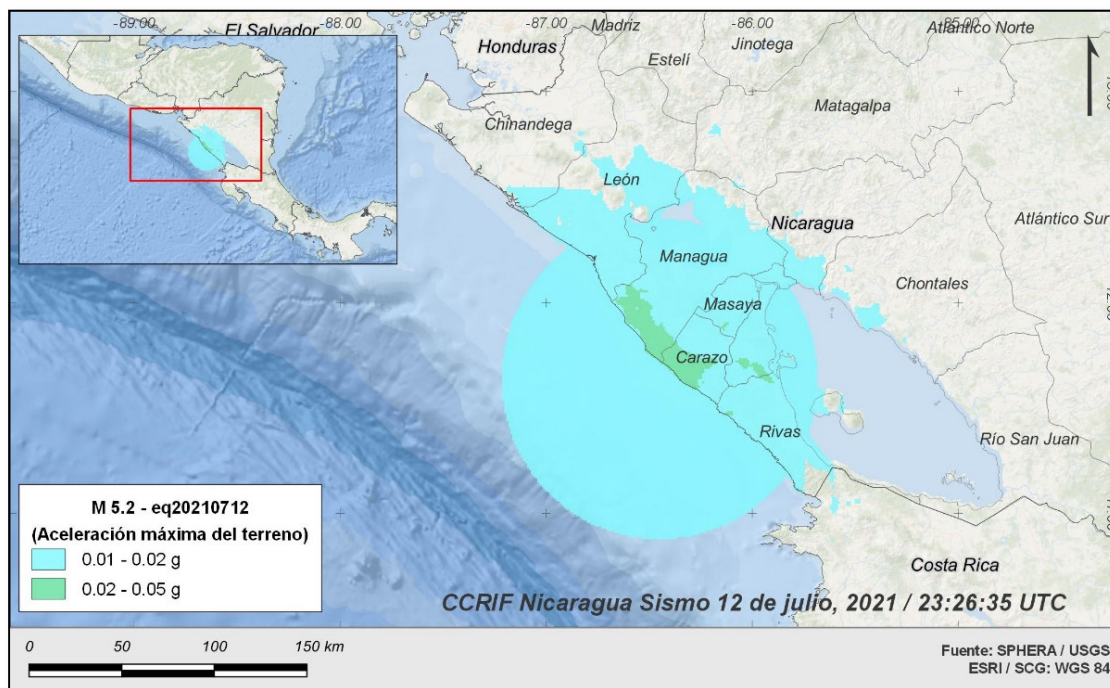 -89.00
-88.00
-87.00
-86.00
-85.00
El Salvador
Honduras
Madriz
Jinotega
Atlántico Norte
Estelí
Matagalpa
Chinandega
León
Nicaragua
Atlántico Sur
Managua
Chontales
Masaya
Carazo
Rivas
Río San Juan
Costa Rica
M 5.2 - eq20210712
(Aceleración máxima del terreno)
0.01 - 0.02 g
0.02 - 0.05 g
CCRIF Nicaragua Sismo 12 de julio, 2021 / 23:26:35 UTC
0 50 100 150 km
Fuente: SPHERA / USGS
ESRI / SCG: WGS 84